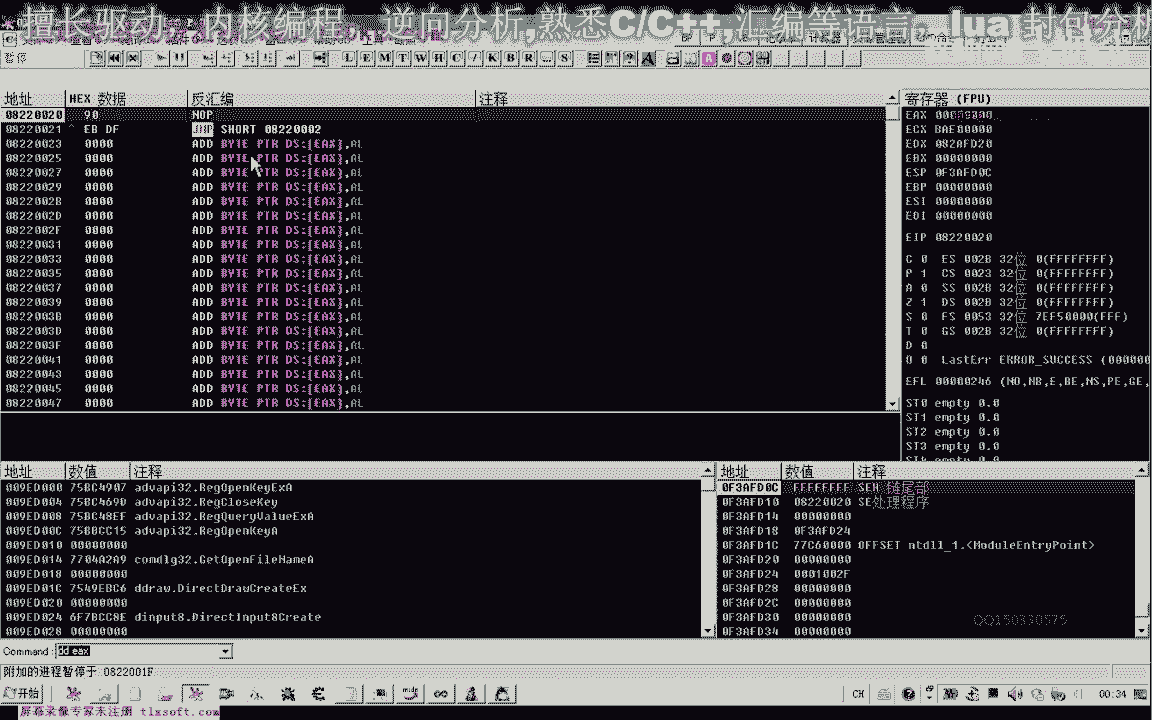 擅长驱动，内核编程，，逆向分析,熟悉C/C++,汇编等语言。lua 封包分析
L E M T W H C / K B R ... S
地址 HEX 数据 反汇编 注释
08220020 90 NOP
08220021 ^ EB DF JMP SHORT 08220002
08220023 0000 ADD BYTE PTR DS:[EAX],AL
08220025 0000 ADD BYTE PTR DS:[EAX],AL
08220027 0000 ADD BYTE PTR DS:[EAX],AL
08220029 0000 ADD BYTE PTR DS:[EAX],AL
0822002B 0000 ADD BYTE PTR DS:[EAX],AL
0822002D 0000 ADD BYTE PTR DS:[EAX],AL
0822002F 0000 ADD BYTE PTR DS:[EAX],AL
08220031 0000 ADD BYTE PTR DS:[EAX],AL
08220033 0000 ADD BYTE PTR DS:[EAX],AL
08220035 0000 ADD BYTE PTR DS:[EAX],AL
08220037 0000 ADD BYTE PTR DS:[EAX],AL
08220039 0000 ADD BYTE PTR DS:[EAX],AL
0822003B 0000 ADD BYTE PTR DS:[EAX],AL
0822003D 0000 ADD BYTE PTR DS:[EAX],AL
0822003F 0000 ADD BYTE PTR DS:[EAX],AL
08220041 0000 ADD BYTE PTR DS:[EAX],AL
08220043 0000 ADD BYTE PTR DS:[EAX],AL
08220045 0000 ADD BYTE PTR DS:[EAX],AL
08220047 0000 ADD BYTE PTR DS:[EAX],AL
寄存器 (FPU)
EAX
ECX BAE80000
EDX 082AFD20
EBX 00000000
ESP 0F3AFD0C
EBP 00000000
ESI 00000000
EDI 00000000
EIP 08220020
C 0 ES 002B 32位 0(FFFFFFFF)
P 1 CS 0023 32位 0(FFFFFFFF)
A 0 SS 002B 32位 0(FFFFFFFF)
Z 1 DS 002B 32位 0(FFFFFFFF)
S 0 FS 0053 32位 7EF50000(FFF)
T 0 GS 002B 32位 0(FFFFFFFF)
D 0
O 0 LastErr ERROR_SUCCESS (000000
EFL 00000246 (NO,NB,E,BE,NS,PE,GE,
ST0 empty 0.0
ST1 empty 0.0
ST2 empty 0.0
ST3 empty 0.0
ST4 empty 0.0
地址 数值 注释
009ED000 75BC4907 advapi32.RegOpenKeyExA
009ED004 75BC469D advapi32.RegCloseKey
009ED008 75BC48EF advapi32.RegQueryValueExA
009ED00C 75BBCC15 advapi32.RegOpenKeyA
009ED010 00000000
009ED014 7704A2A9 comdlg32.GetOpenFileNameA
009ED018 00000000
009ED01C 7549EBC6 ddraw.DirectDrawCreateEx
009ED020 00000000
009ED024 6F7BCC8E dinput8.DirectInput8Create
009ED028 00000000
地址 数值 注释
0F3AFD0C FFFFFFFF SEH 链尾部
0F3AFD10 08220020 SE处理程序
0F3AFD14 00000000
0F3AFD18 0F3AFD24
0F3AFD1C 77C60000 OFFSET ntdll_1.<ModuleEntryPoint>
0F3AFD20 00000000
0F3AFD24 0001002F
0F3AFD28 00000000
0F3AFD2C 00000000
0F3AFD30 00000000
0F3AFD34 00000000
QQ150330575
Command: dd eax
附加的进程暂停于 0822001F
开始
CH
00:34
屏幕录像专家未注册 tlxsoft.com